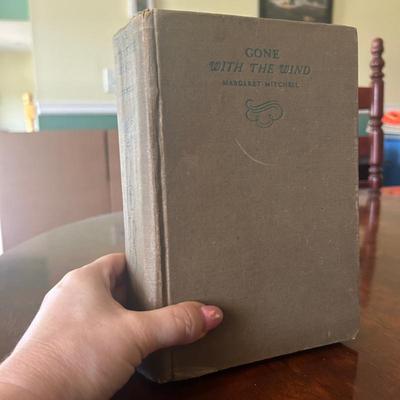 GONE
WITH THE WIND
MARGARET MITCHELL